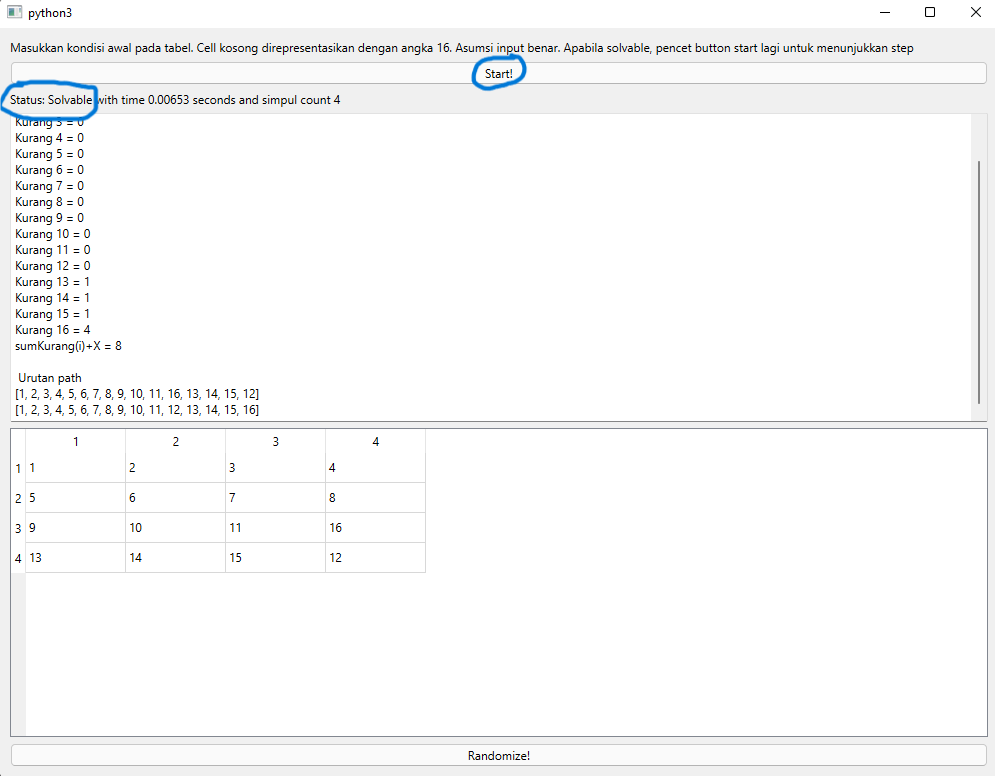 python3
Masukkan kondisi awal pada tabel. Cell kosong direpresentasikan dengan angka 16. Asumsi input benar. Apabila solvable, pencet button start lagi untuk menunjukkan step
Start!
Status: Solvable with time 0.00653 seconds and simpul count 4
Kurang 3 = 0
Kurang 4 = 0
Kurang 5 = 0
Kurang 6 = 0
Kurang 7 = 0
Kurang 8 = 0
Kurang 9 = 0
Kurang 10 = 0
Kurang 11 = 0
Kurang 12 = 0
Kurang 13 = 1
Kurang 14 = 1
Kurang 15 = 1
Kurang 16 = 4
sumKurang(i)+X = 8
Urutan path
[1, 2, 3, 4, 5, 6, 7, 8, 9, 10, 11, 16, 13, 14, 15, 12]
[1, 2, 3, 4, 5, 6, 7, 8, 9, 10, 11, 12, 13, 14, 15, 16]
1 2 3 4
1 1 2 3 4
2 5 6 7 8
3 9 10 11 16
4 13 14 15 12
Randomize!